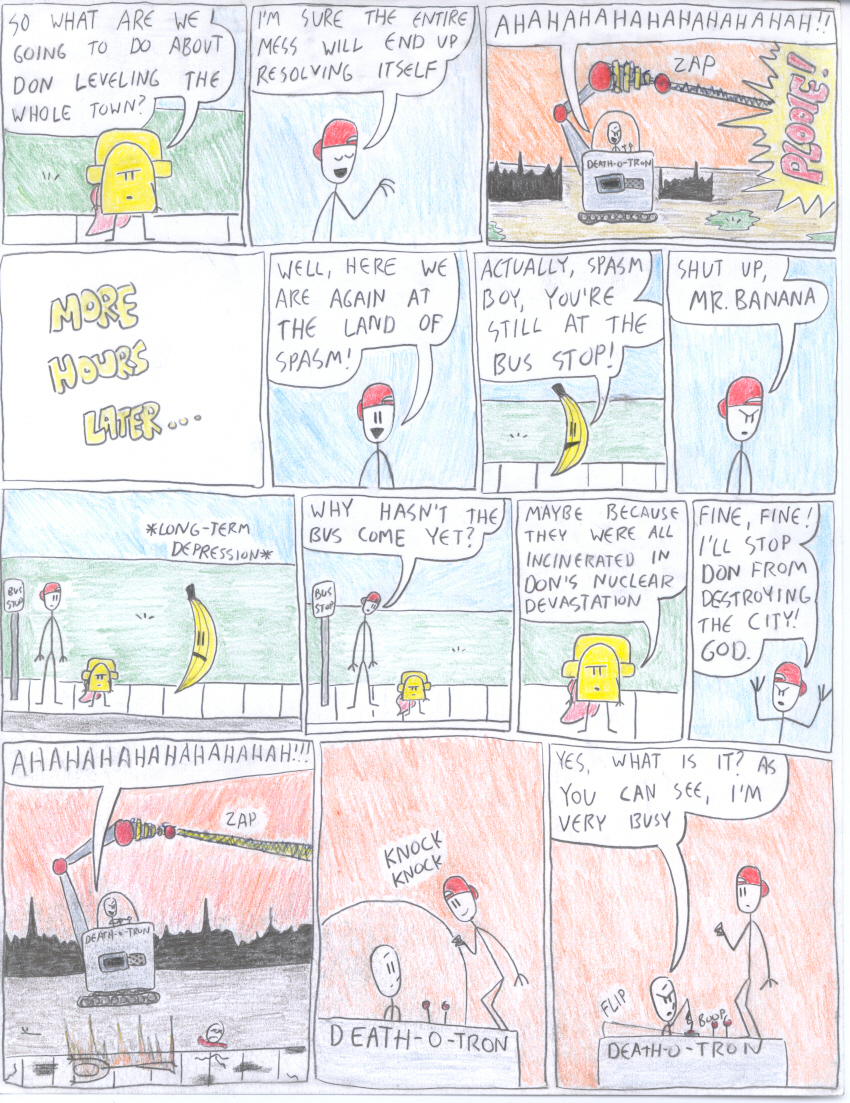 SO WHAT ARE WE
GOING TO DO ABOUT
DON LEVELING THE
WHOLE TOWN?
I'M SURE THE ENTIRE
MESS WILL END UP
RESOLVING ITSELF
AHAHAHAHAHAHAHAHAHAH!!
ZAP
PLOOF!
DEATH-O-TRON
MORE
HOURS
LATER...
WELL, HERE WE
ARE AGAIN AT
THE LAND OF
SPASM!
ACTUALLY, SPASM
BOY, YOU'RE
STILL AT THE
BUS STOP!
SHUT UP,
MR. BANANA
*LONG-TERM
DEPRESSION*
BUS
STOP
WHY HASN'T THE
BUS COME YET?
BUS
STOP
MAYBE BECAUSE
THEY WERE ALL
INCINERATED IN
DON'S NUCLEAR
DEVASTATION
FINE, FINE!
I'LL STOP
DON FROM
DESTROYING
THE CITY!
GOD.
AHAHAHAHAHAHAHAHAH!!!
ZAP
DEATH-O-TRON
KNOCK
KNOCK
DEATH-O-TRON
YES, WHAT IS IT? AS
YOU CAN SEE, I'M
VERY BUSY
FLIP
BOOP
DEATH-O-TRON